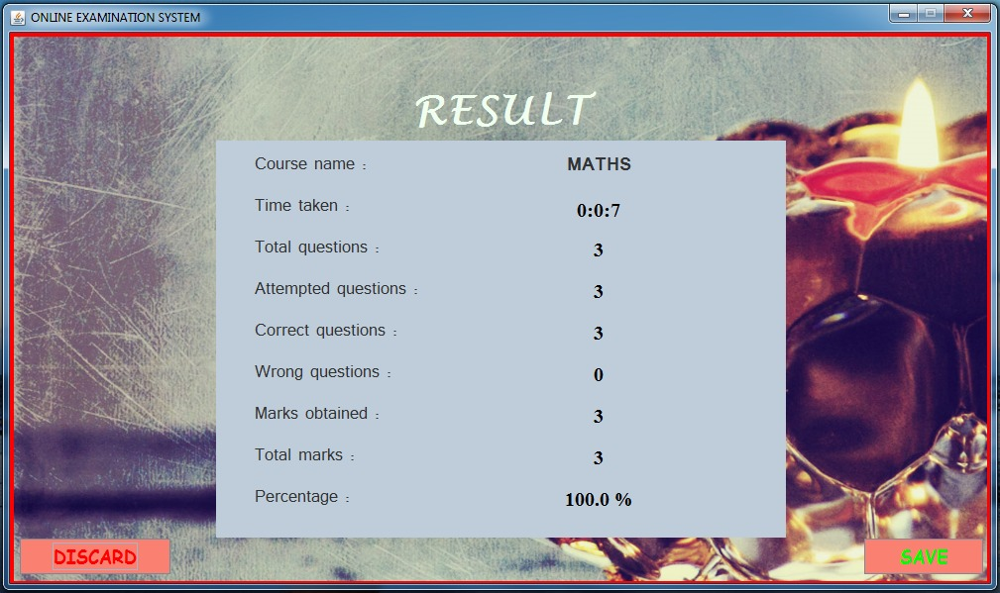 ONLINE EXAMINATION SYSTEM
RESULT
Course name : MATHS
Time taken : 0:0:7
Total questions : 3
Attempted questions : 3
Correct questions : 3
Wrong questions : 0
Marks obtained : 3
Total marks : 3
Percentage : 100.0 %
DISCARD SAVE